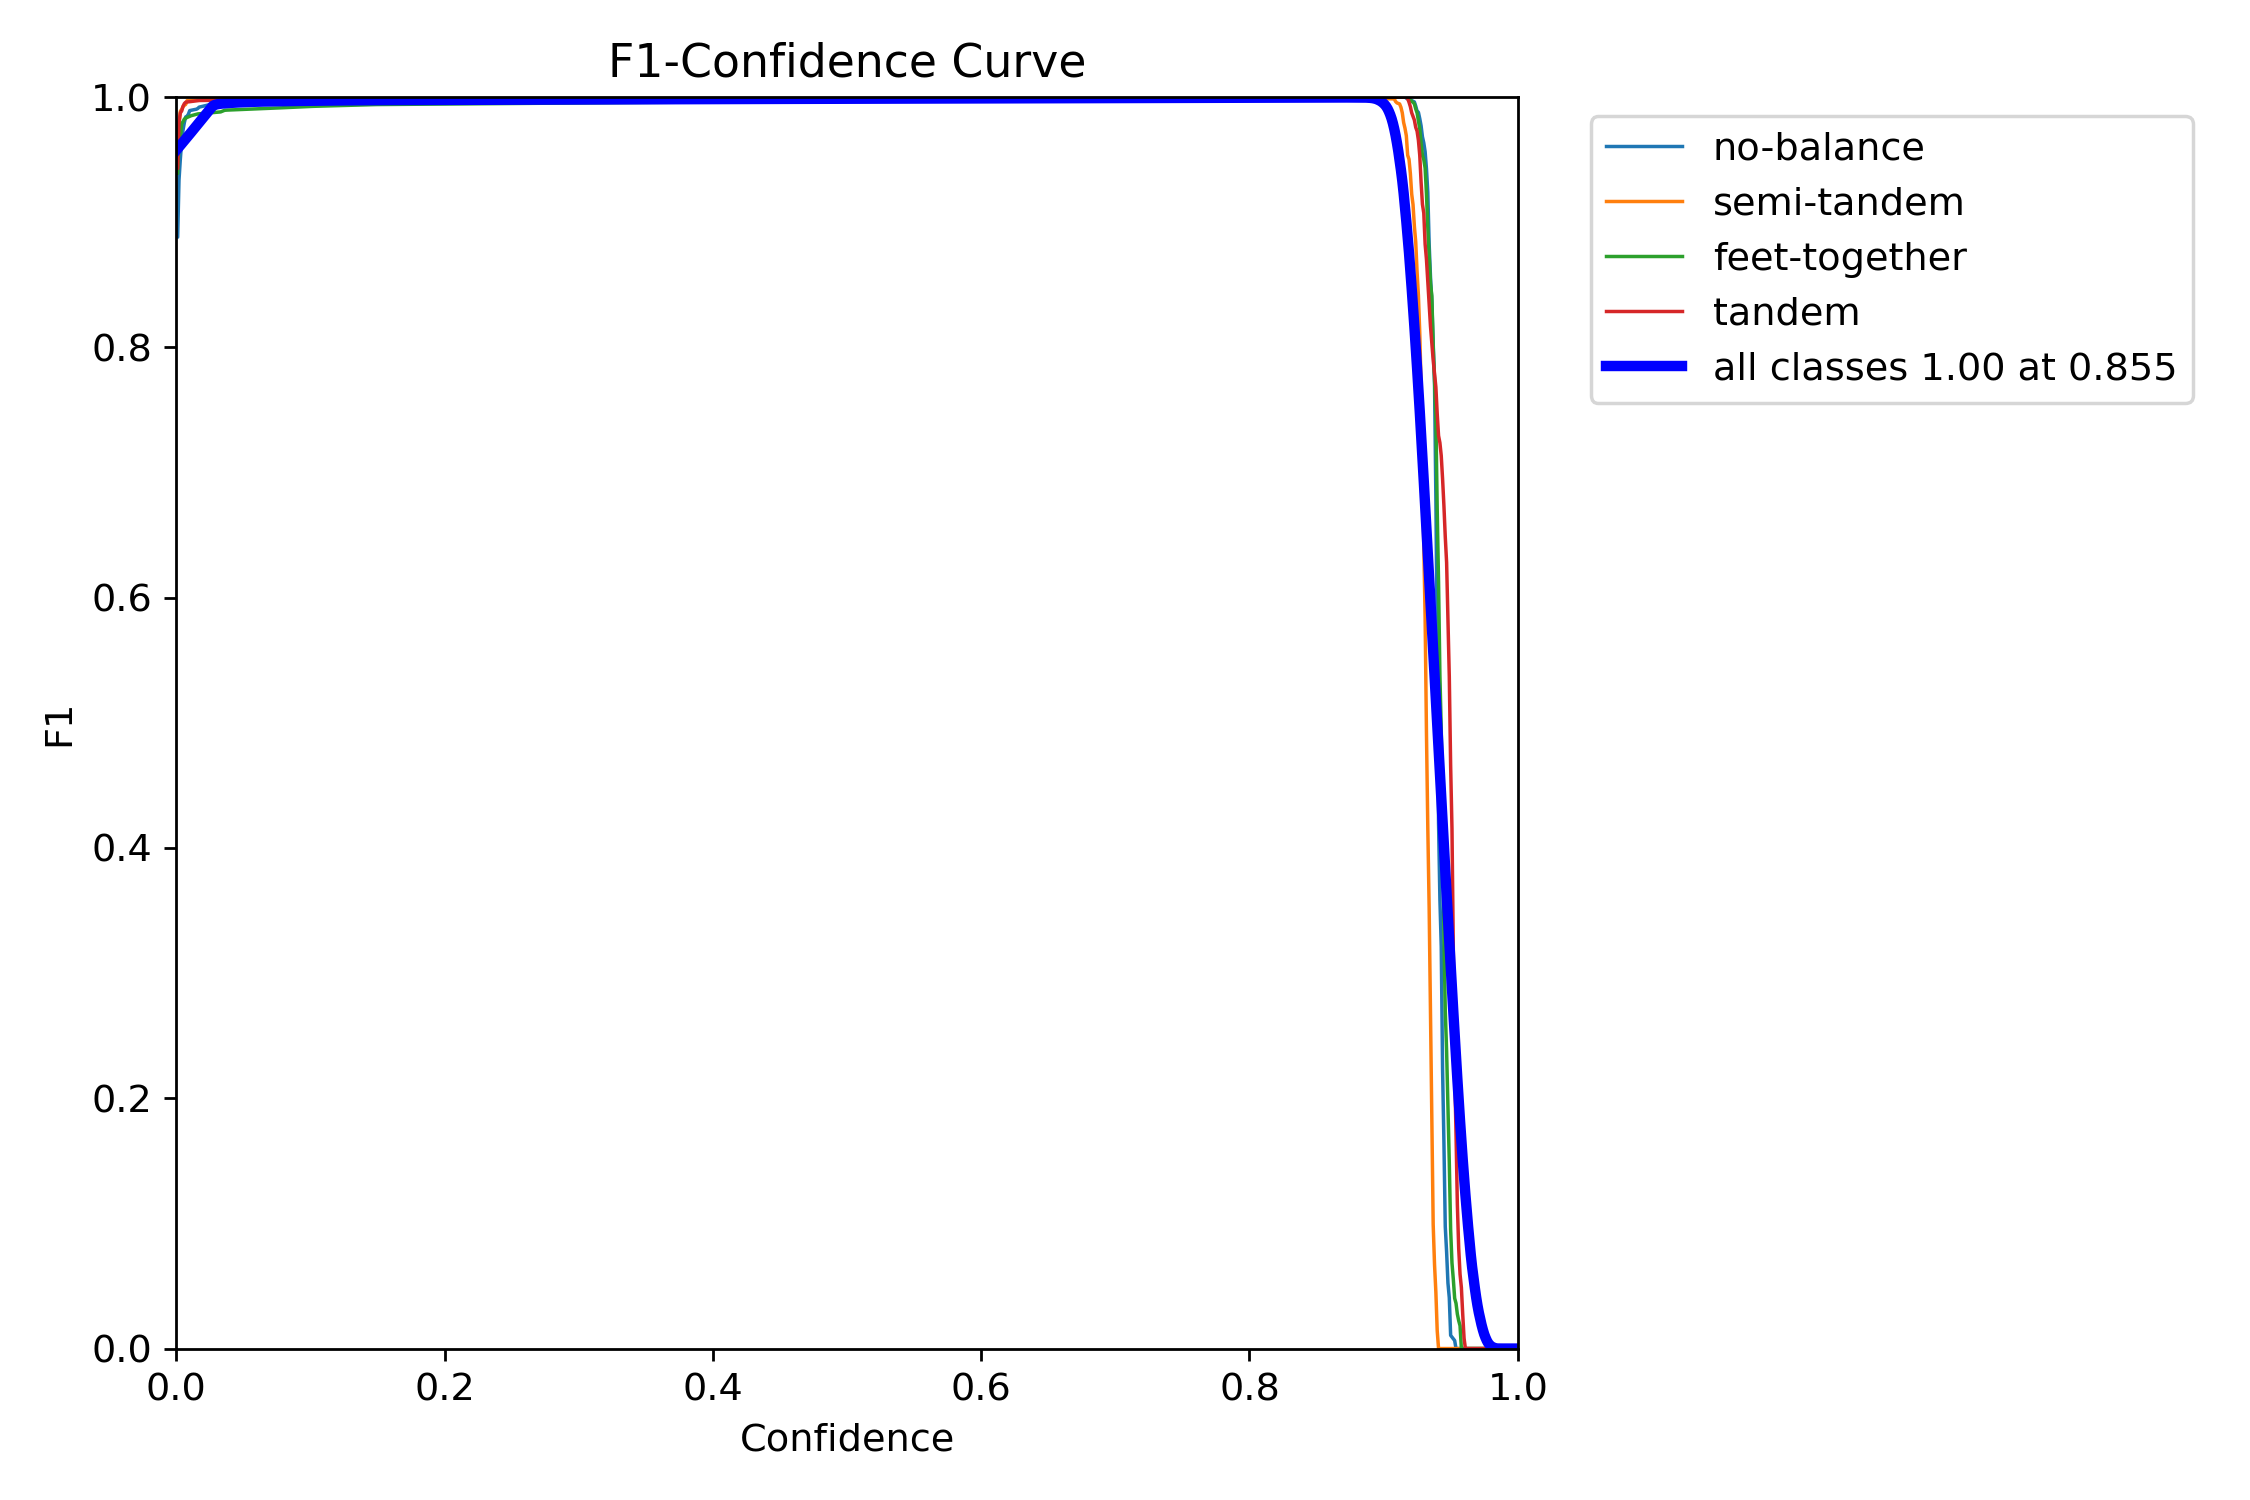 F1-Confidence Curve
1.0
0.8
0.6
0.4
0.2
0.0
F1
0.0 0.2 0.4 0.6 0.8 1.0
Confidence
no-balance
semi-tandem
feet-together
tandem
all classes 1.00 at 0.855